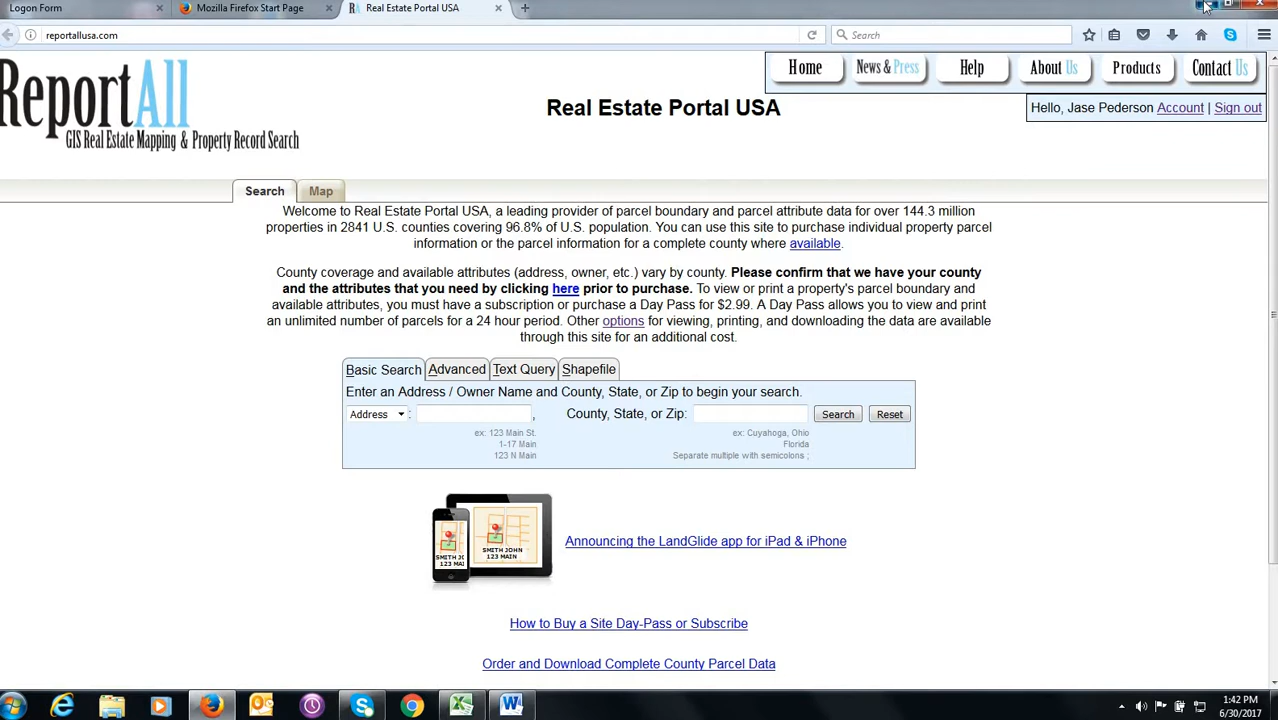 Logon Form
Mozilla Firefox Start Page
Real Estate Portal USA
reportallusa.com
Search
ReportAll
GIS Real Estate Mapping & Property Record Search
Real Estate Portal USA
Home
News & Press
Help
About Us
Products
Contact Us
Hello, Jase Pederson Account | Sign out
Search
Map
Welcome to Real Estate Portal USA, a leading provider of parcel boundary and parcel attribute data for over 144.3 million
properties in 2841 U.S. counties covering 96.8% of U.S. population. You can use this site to purchase individual property parcel
information or the parcel information for a complete county where available.
County coverage and available attributes (address, owner, etc.) vary by county. Please confirm that we have your county
and the attributes that you need by clicking here prior to purchase. To view or print a property's parcel boundary and
available attributes, you must have a subscription or purchase a Day Pass for $2.99. A Day Pass allows you to view and print
an unlimited number of parcels for a 24 hour period. Other options for viewing, printing, and downloading the data are available
through this site for an additional cost.
Basic Search
Advanced
Text Query
Shapefile
Enter an Address / Owner Name and County, State, or Zip to begin your search.
Address : , County, State, or Zip: Search Reset
ex: 123 Main St.
1-17 Main
123 N Main
ex: Cuyahoga, Ohio
Florida
Separate multiple with semicolons ;
SMITH JO
123 MAI
SMITH JOHN
123 MAIN
Announcing the LandGlide app for iPad & iPhone
How to Buy a Site Day-Pass or Subscribe
Order and Download Complete County Parcel Data
1:42 PM
6/30/2017